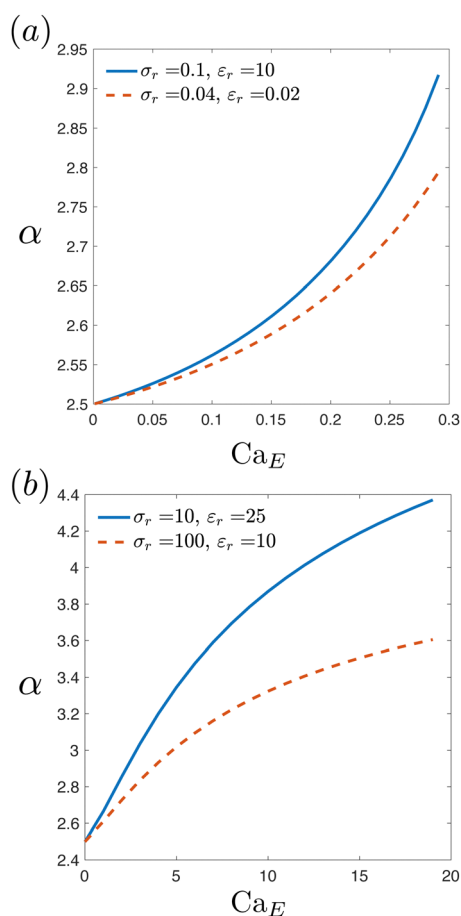 (a)
2.95
2.9
2.85
2.8
2.75
2.7
2.65
2.6
2.55
2.5
σr =0.1, εr =10
σr =0.04, εr =0.02
α
0 0.05 0.1 0.15 0.2 0.25 0.3
CaE
(b)
4.4
4.2
4
3.8
3.6
3.4
3.2
3
2.8
2.6
2.4
σr =10, εr =25
σr =100, εr =10
α
0 5 10 15 20
CaE